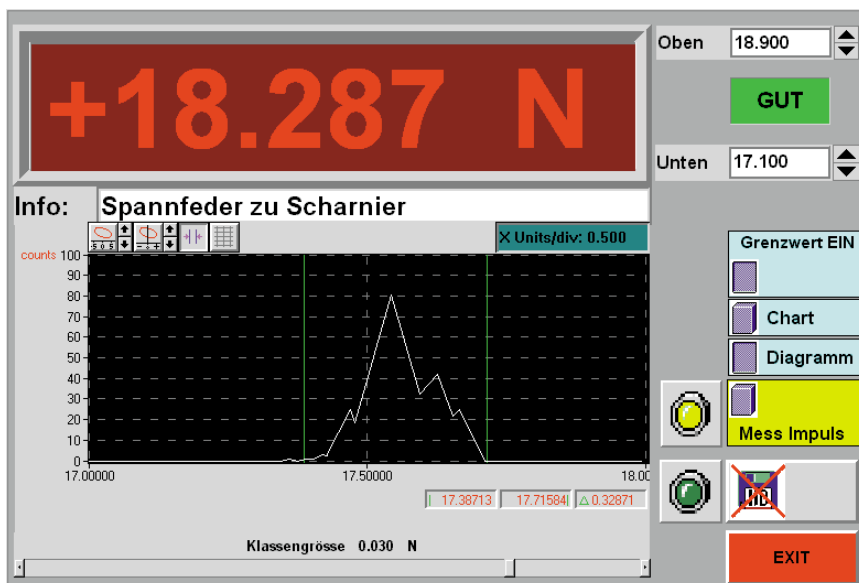 +18.287 N
Oben 18.900
GUT
Unten 17.100
Info: Spannfeder zu Scharnier
X Units/div: 0.500
counts 100
90
80
70
60
50
40
30
20
10
0
17.00000 17.50000 18.00
17.38713 17.71584 0.32871
Klassengrösse 0.030 N
Grenzwert EIN
Chart
Diagramm
Mess Impuls
EXIT